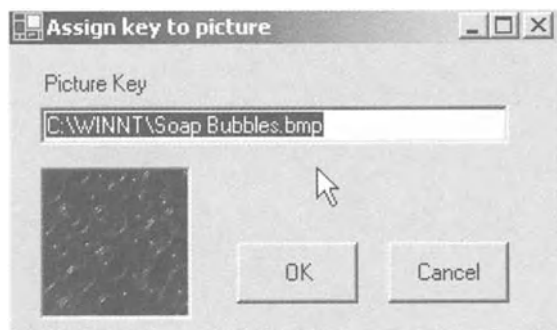 Assign key to picture
Picture Key
C:\WINNT\Soap Bubbles.bmp
OK
Cancel